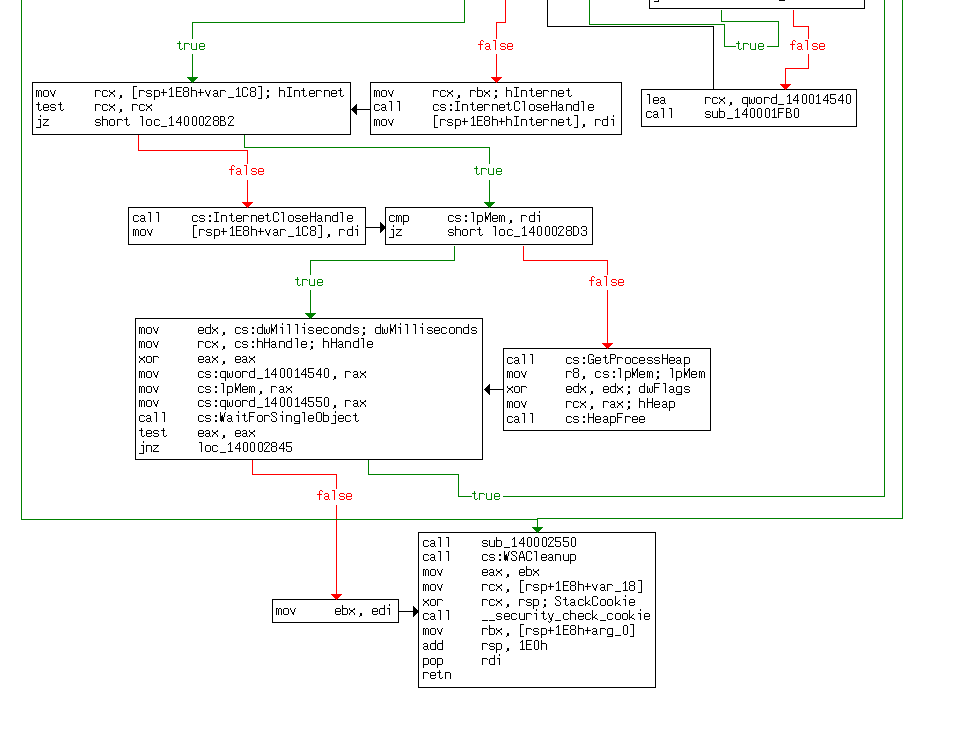 true
false
true
false
mov rcx, [rsp+1E8h+var_1C8]; hInternet
test rcx, rcx
jz short loc_1400028B2
mov rcx, rbx; hInternet
call cs:InternetCloseHandle
mov [rsp+1E8h+hInternet], rdi
lea rcx, qword_140014540
call sub_140001FB0
false
true
call cs:InternetCloseHandle
mov [rsp+1E8h+var_1C8], rdi
cmp cs:lpMem, rdi
jz short loc_1400028D3
true
false
mov edx, cs:dwMilliseconds; dwMilliseconds
mov rcx, cs:hHandle; hHandle
xor eax, eax
mov cs:qword_140014540, rax
mov cs:lpMem, rax
mov cs:qword_140014550, rax
call cs:WaitForSingleObject
test eax, eax
jnz loc_140002845
call cs:GetProcessHeap
mov r8, cs:lpMem; lpMem
xor edx, edx; dwFlags
mov rcx, rax; hHeap
call cs:HeapFree
false
true
call sub_140002550
call cs:WSACleanup
mov eax, ebx
mov rcx, [rsp+1E8h+var_18]
xor rcx, rsp; StackCookie
call __security_check_cookie
mov rbx, [rsp+1E8h+arg_0]
add rsp, 1E0h
pop rdi
retn
mov ebx, edi